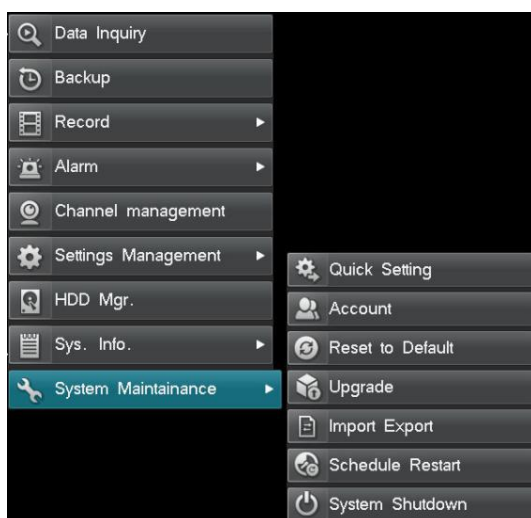 Data Inquiry
Backup
Record
Alarm
Channel management
Settings Management
HDD Mgr.
Sys. Info.
System Maintainance
Quick Setting
Account
Reset to Default
Upgrade
Import Export
Schedule Restart
System Shutdown